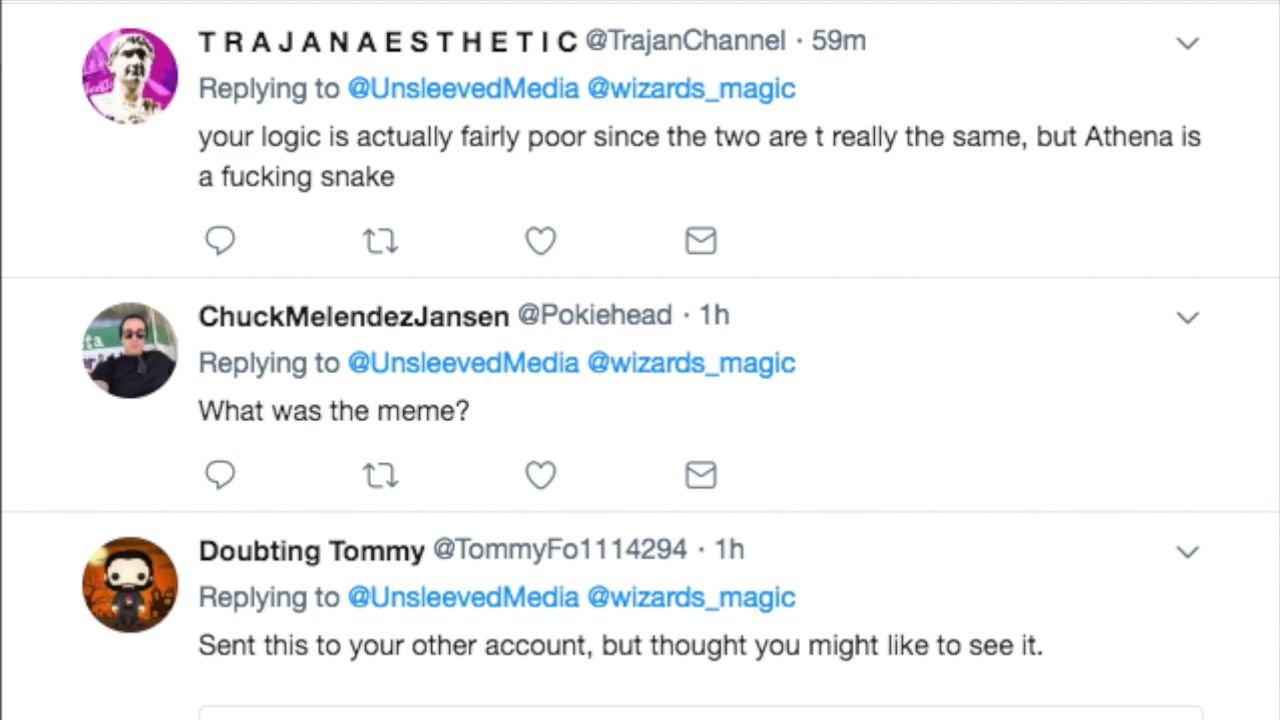 T R A J A N A E S T H E T I C @TrajanChannel · 59m
Replying to @UnsleevedMedia @wizards_magic
your logic is actually fairly poor since the two are t really the same, but Athena is
a fucking snake
ChuckMelendezJansen @Pokiehead · 1h
Replying to @UnsleevedMedia @wizards_magic
What was the meme?
Doubting Tommy @TommyFo1114294 · 1h
Replying to @UnsleevedMedia @wizards_magic
Sent this to your other account, but thought you might like to see it.